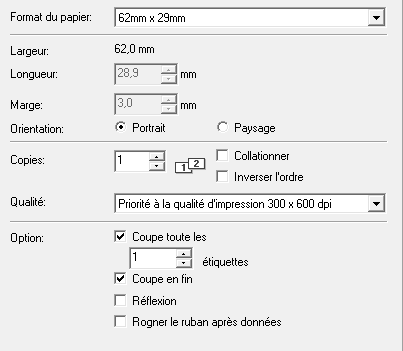 Format du papier: 62mm x 29mm
Largeur: 62,0 mm
Longueur: 28,9 mm
Marge: 3,0 mm
Orientation: Portrait Paysage
Copies: 1 1 2 Collationner
Inverser l'ordre
Qualité: Priorité à la qualité d'impression 300 x 600 dpi
Option: Coupe toute les
1 étiquettes
Coupe en fin
Réflexion
Rogner le ruban après données